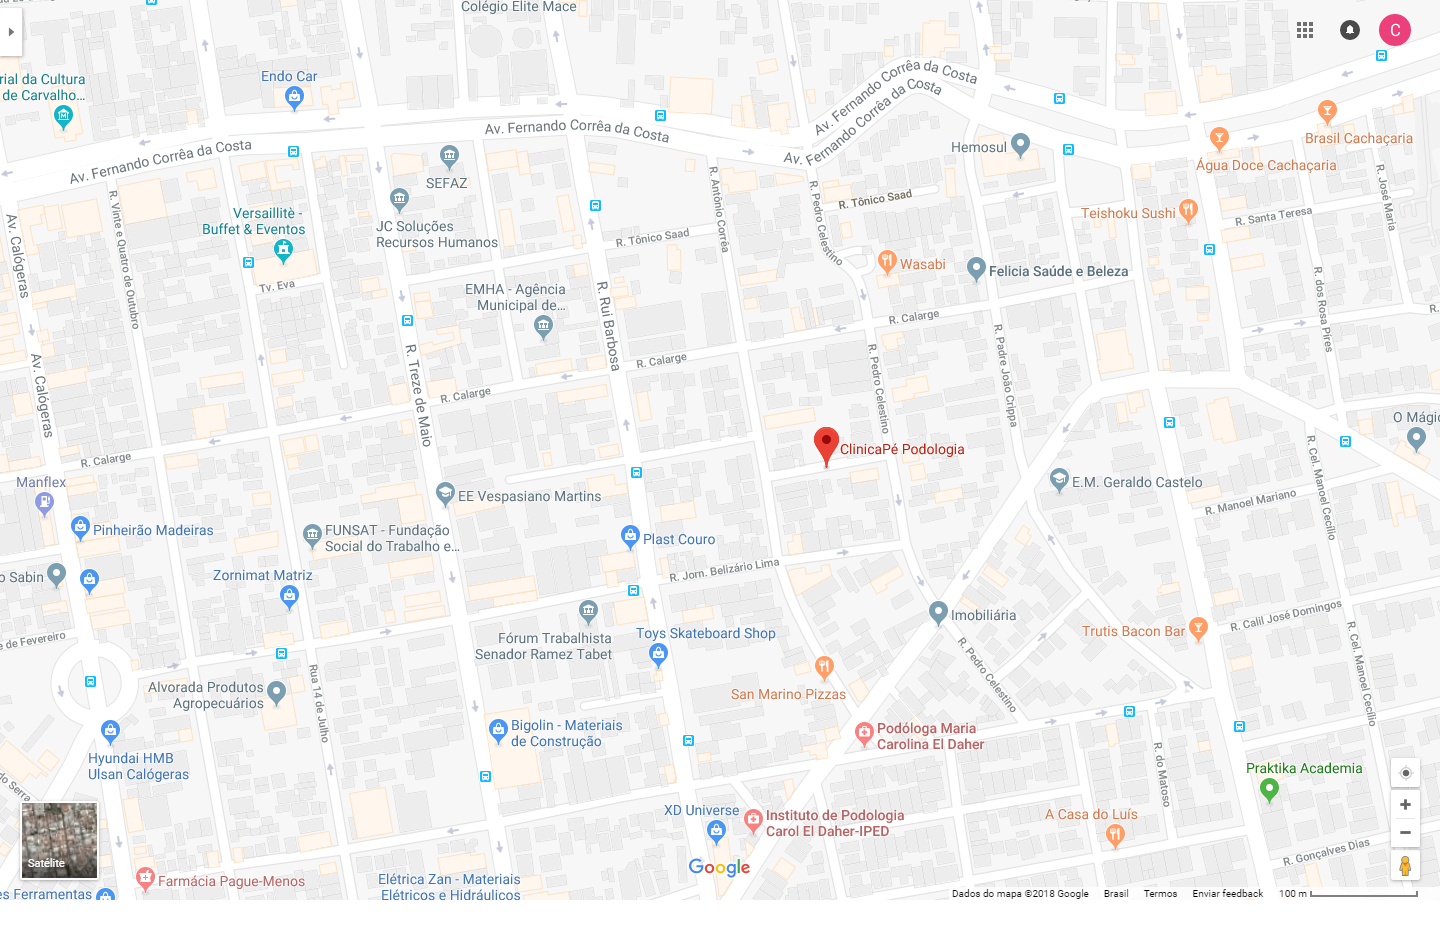 Colégio Elite Mace
C
rial da Cultura
de Carvalho...
Endo Car
Av. Fernando Corrêa da Costa
Av. Fernando Corrêa da Costa
Av. Fernando Corrêa da Costa
Av. Fernando Corrêa da Costa
Brasil Cachaçaria
Água Doce Cachaçaria
Hemosul
SEFAZ
R. Vinte e Quatro de Outubro
R. Antônio Corrêa
R. Pedro Celestino
R. Tônico Saad
R. José Maria
Av. Calógeras
Versaillitè -
Buffet & Eventos
JC Soluções
Recursos Humanos
R. Tônico Saad
Teishoku Sushi
R. Santa Teresa
Wasabi
Felicia Saúde e Beleza
Tv. Eva
EMHA - Agência
Municipal de...
R. Rui Barbosa
R. Calarge
R. dos Rosa Pires
R.
Av. Calógeras
R. Treze de Maio
R. Calarge
R. Pedro Celestino
R. Padre João Crippa
R. Calarge
O Mágic
R. Calarge
ClinicaPé Podologia
Manflex
EE Vespasiano Martins
E.M. Geraldo Castelo
R. Manoel Mariano
R. Cel. Manoel Cecílio
Pinheirão Madeiras
FUNSAT - Fundação
Social do Trabalho e...
Plast Couro
o Sabin
Zornimat Matriz
R. Jorn. Belizário Lima
Imobiliária
R. Calil José Domingos
e de Fevereiro
Fórum Trabalhista
Senador Ramez Tabet
Toys Skateboard Shop
Trutis Bacon Bar
R. Cel. Manoel Cecílio
R. Pedro Celestino
Rua 14 de Julho
Alvorada Produtos
Agropecuários
San Marino Pizzas
Bigolin - Materiais
de Construção
Podóloga Maria
Carolina El Daher
Hyundai HMB
Ulsan Calógeras
R. do Matoso
Praktika Academia
do Serra
XD Universe
Instituto de Podologia
Carol El Daher-IPED
A Casa do Luís
R. Gonçalves Dias
Satélite
Google
Farmácia Pague-Menos
Elétrica Zan - Materiais
Elétricos e Hidráulicos
es Ferramentas
Dados do mapa ©2018 Google Brasil Termos Enviar feedback 100 m